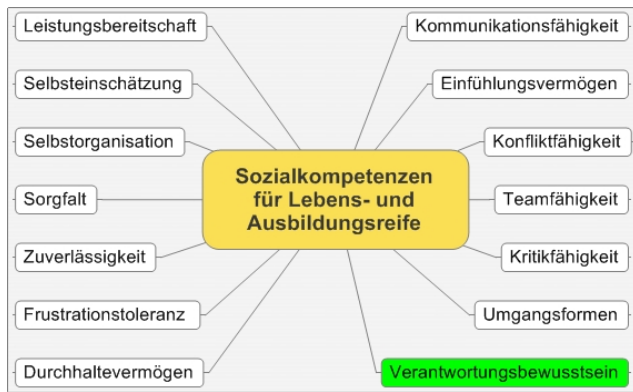 Leistungsbereitschaft
Selbsteinschätzung
Selbstorganisation
Sorgfalt
Zuverlässigkeit
Frustrationstoleranz
Durchhaltevermögen
Sozialkompetenzen
für Lebens- und
Ausbildungsreife
Kommunikationsfähigkeit
Einfühlungsvermögen
Konfliktfähigkeit
Teamfähigkeit
Kritikfähigkeit
Umgangsformen
Verantwortungsbewusstsein